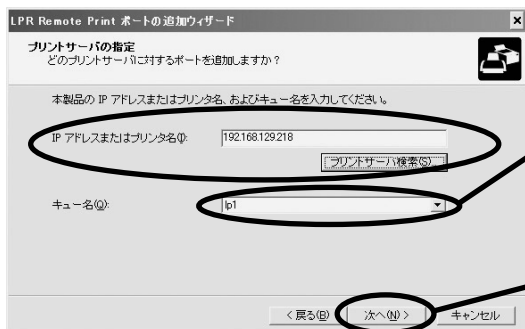 LPR Remote Print ポートの追加ウィザード
プリントサーバの指定
どのプリントサーバに対するポートを追加しますか？
本製品の IP アドレスまたはプリンタ名、およびキュー名を入力してください。
IP アドレスまたはプリンタ名(I):
192.168.129.218
プリントサーバ検索(S)
キュー名(Q):
lp1
< 戻る(B)
次へ(N) >
キャンセル